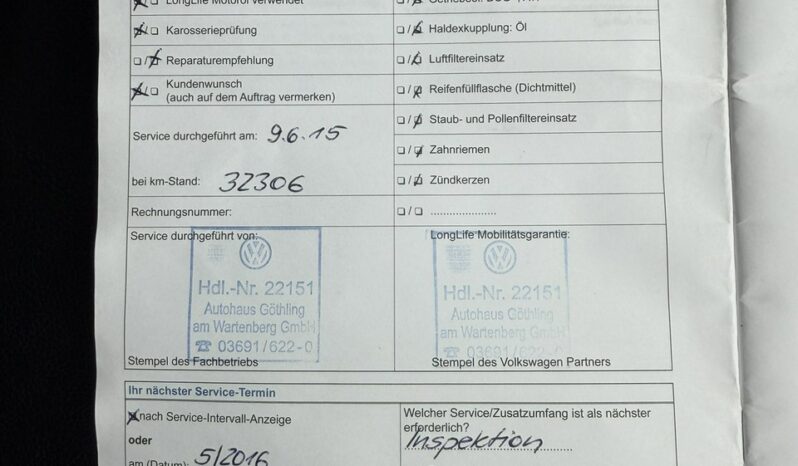 LongLife Motoröl verwendet
Karosserieprüfung
Reparaturempfehlung
Kundenwunsch
(auch auf dem Auftrag vermerken)
Service durchgeführt am: 9.6.15
bei km-Stand: 32306
Rechnungsnummer:
Haldexkupplung: Öl
Luftfiltereinsatz
Reifenfüllflasche (Dichtmittel)
Staub- und Pollenfiltereinsatz
Zahnriemen
Zündkerzen
.....................
Service durchgeführt von:
Hdl.-Nr. 22151
Autohaus Göthling
am Wartenberg GmbH
☎ 03691/622-0
Stempel des Fachbetriebs
LongLife Mobilitätsgarantie:
Hdl.-Nr. 22151
Autohaus Göthling
am Wartenberg GmbH
☎ 03691/622-0
Stempel des Volkswagen Partners
Ihr nächster Service-Termin
nach Service-Intervall-Anzeige
oder
am (Datum): 5/2016
Welcher Service/Zusatzumfang ist als nächster
erforderlich?
Inspektion